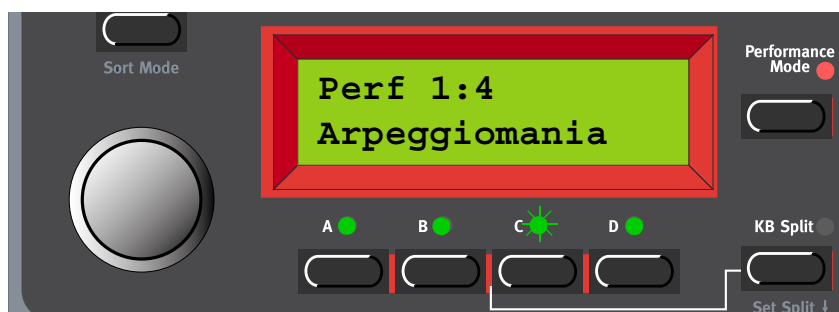 Sort Mode
Performance
Mode
Perf 1:4
Arpeggiomania
A
B
C
D
KB Split
Set Split ↓